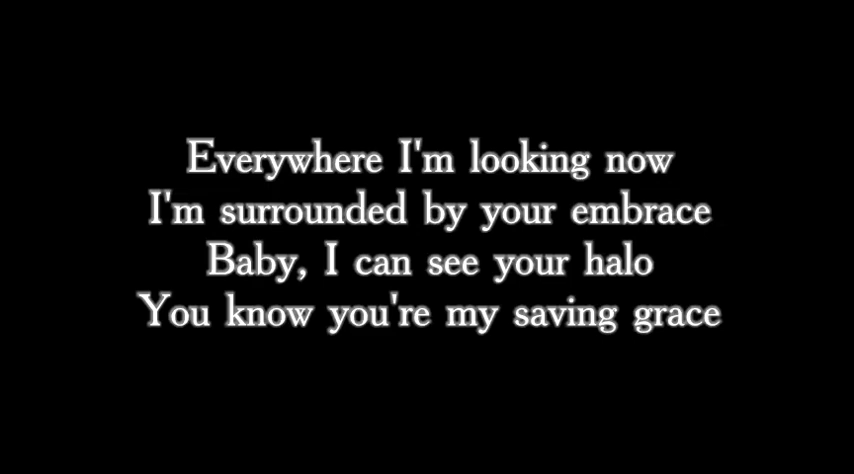 Everywhere I'm looking now
I'm surrounded by your embrace
Baby, I can see your halo
You know you're my saving grace